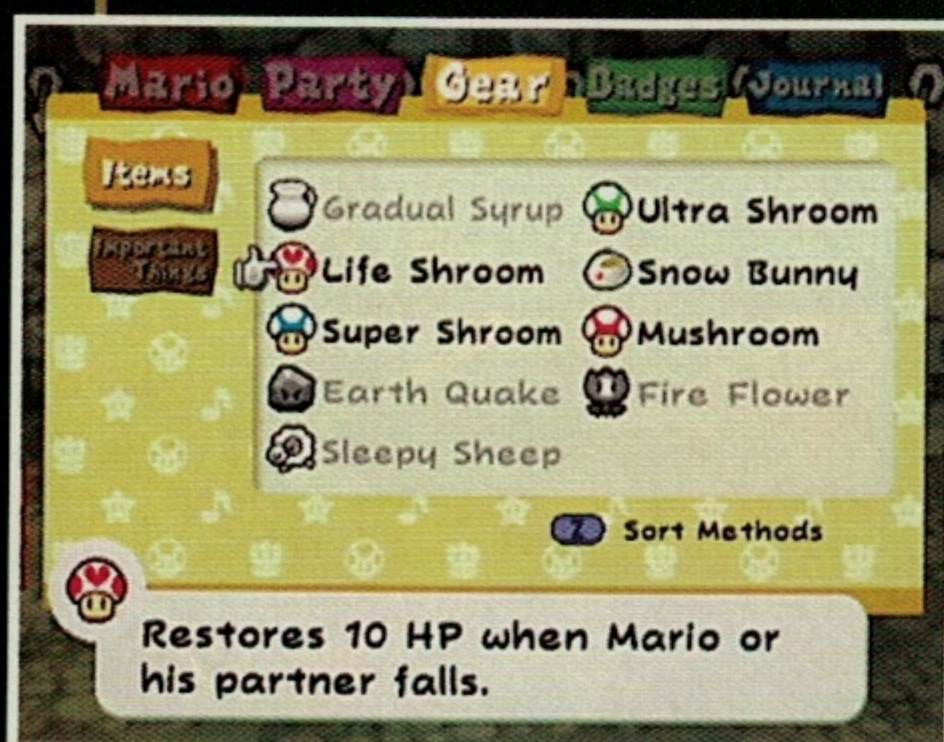 Mario Party Gear Badges Journal
Items
Important
Things
Gradual Syrup Ultra Shroom
Life Shroom Snow Bunny
Super Shroom Mushroom
Earth Quake Fire Flower
Sleepy Sheep
Z Sort Methods
Restores 10 HP when Mario or
his partner falls.